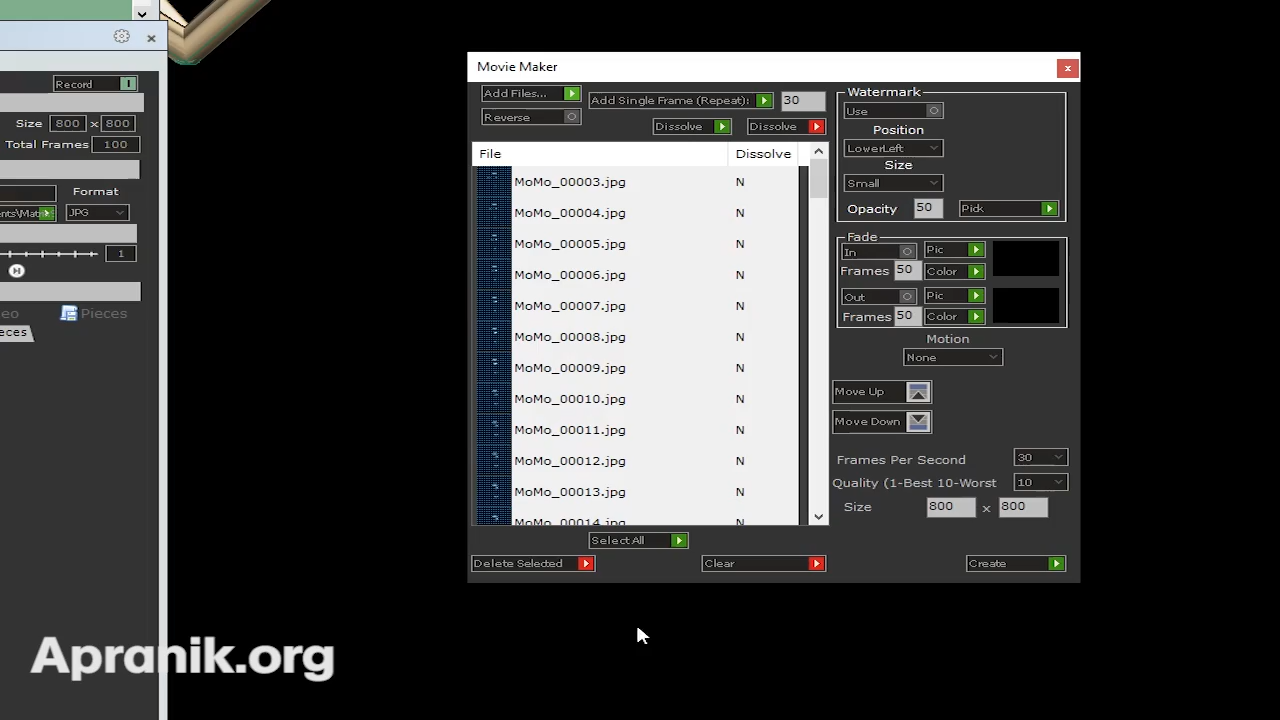 Record
Size 800 x 800
Total Frames 100
Format
JPG
1
Pieces
Movie Maker
Add Files...
Add Single Frame (Repeat): 30
Reverse
Dissolve
Dissolve
File Dissolve
MoMo_00003.jpg N
MoMo_00004.jpg N
MoMo_00005.jpg N
MoMo_00006.jpg N
MoMo_00007.jpg N
MoMo_00008.jpg N
MoMo_00009.jpg N
MoMo_00010.jpg N
MoMo_00011.jpg N
MoMo_00012.jpg N
MoMo_00013.jpg N
MoMo_00014.jpg N
Select All
Delete Selected
Clear
Watermark
Use
Position
LowerLeft
Size
Small
Opacity 50 Pick
Fade
In Pic
Frames 50 Color
Out Pic
Frames 50 Color
Motion
None
Move Up
Move Down
Frames Per Second 30
Quality (1-Best 10-Worst 10
Size 800 x 800
Create
Apranik.org